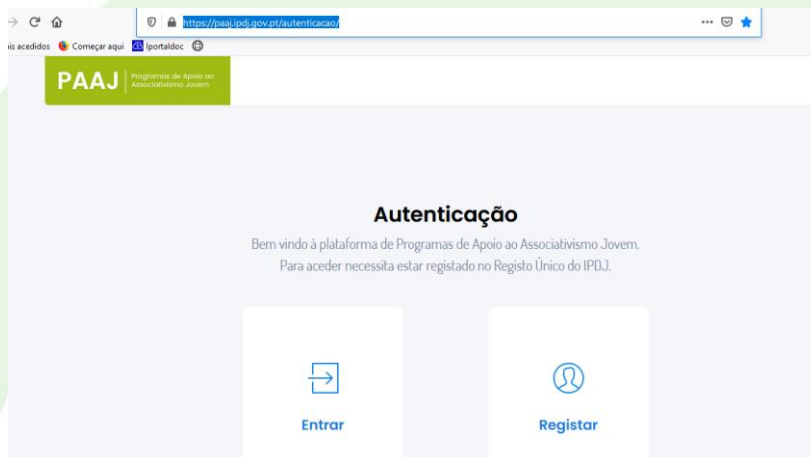 https://paaj.ipdj.gov.pt/autenticacao/
is acedidos Começar aqui Iportaldoc
PAAJ Programas de Apoio ao
Associativismo Jovem
Autenticação
Bem vindo à plataforma de Programas de Apoio ao Associativismo Jovem.
Para aceder necessita estar registado no Registo Único do IPDJ.
Entrar Registar